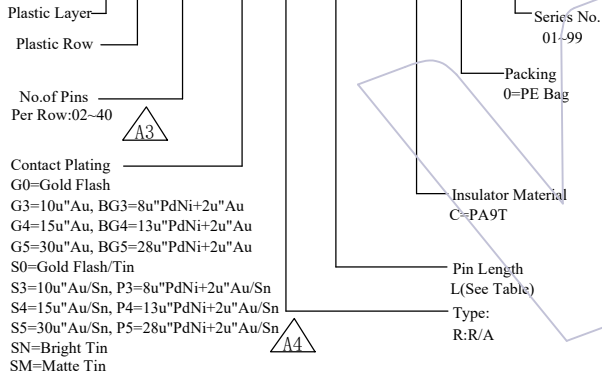 Plastic Layer
Plastic Row
No.of Pins
Per Row:02~40
A3
Contact Plating
G0=Gold Flash
G3=10u"Au, BG3=8u"PdNi+2u"Au
G4=15u"Au, BG4=13u"PdNi+2u"Au
G5=30u"Au, BG5=28u"PdNi+2u"Au
S0=Gold Flash/Tin
S3=10u"Au/Sn, P3=8u"PdNi+2u"Au/Sn
S4=15u"Au/Sn, P4=13u"PdNi+2u"Au/Sn
S5=30u"Au/Sn, P5=28u"PdNi+2u"Au/Sn
SN=Bright Tin
SM=Matte Tin
A4
Series No.
01~99
Packing
0=PE Bag
Insulator Material
C=PA9T
Pin Length
L(See Table)
Type:
R:R/A